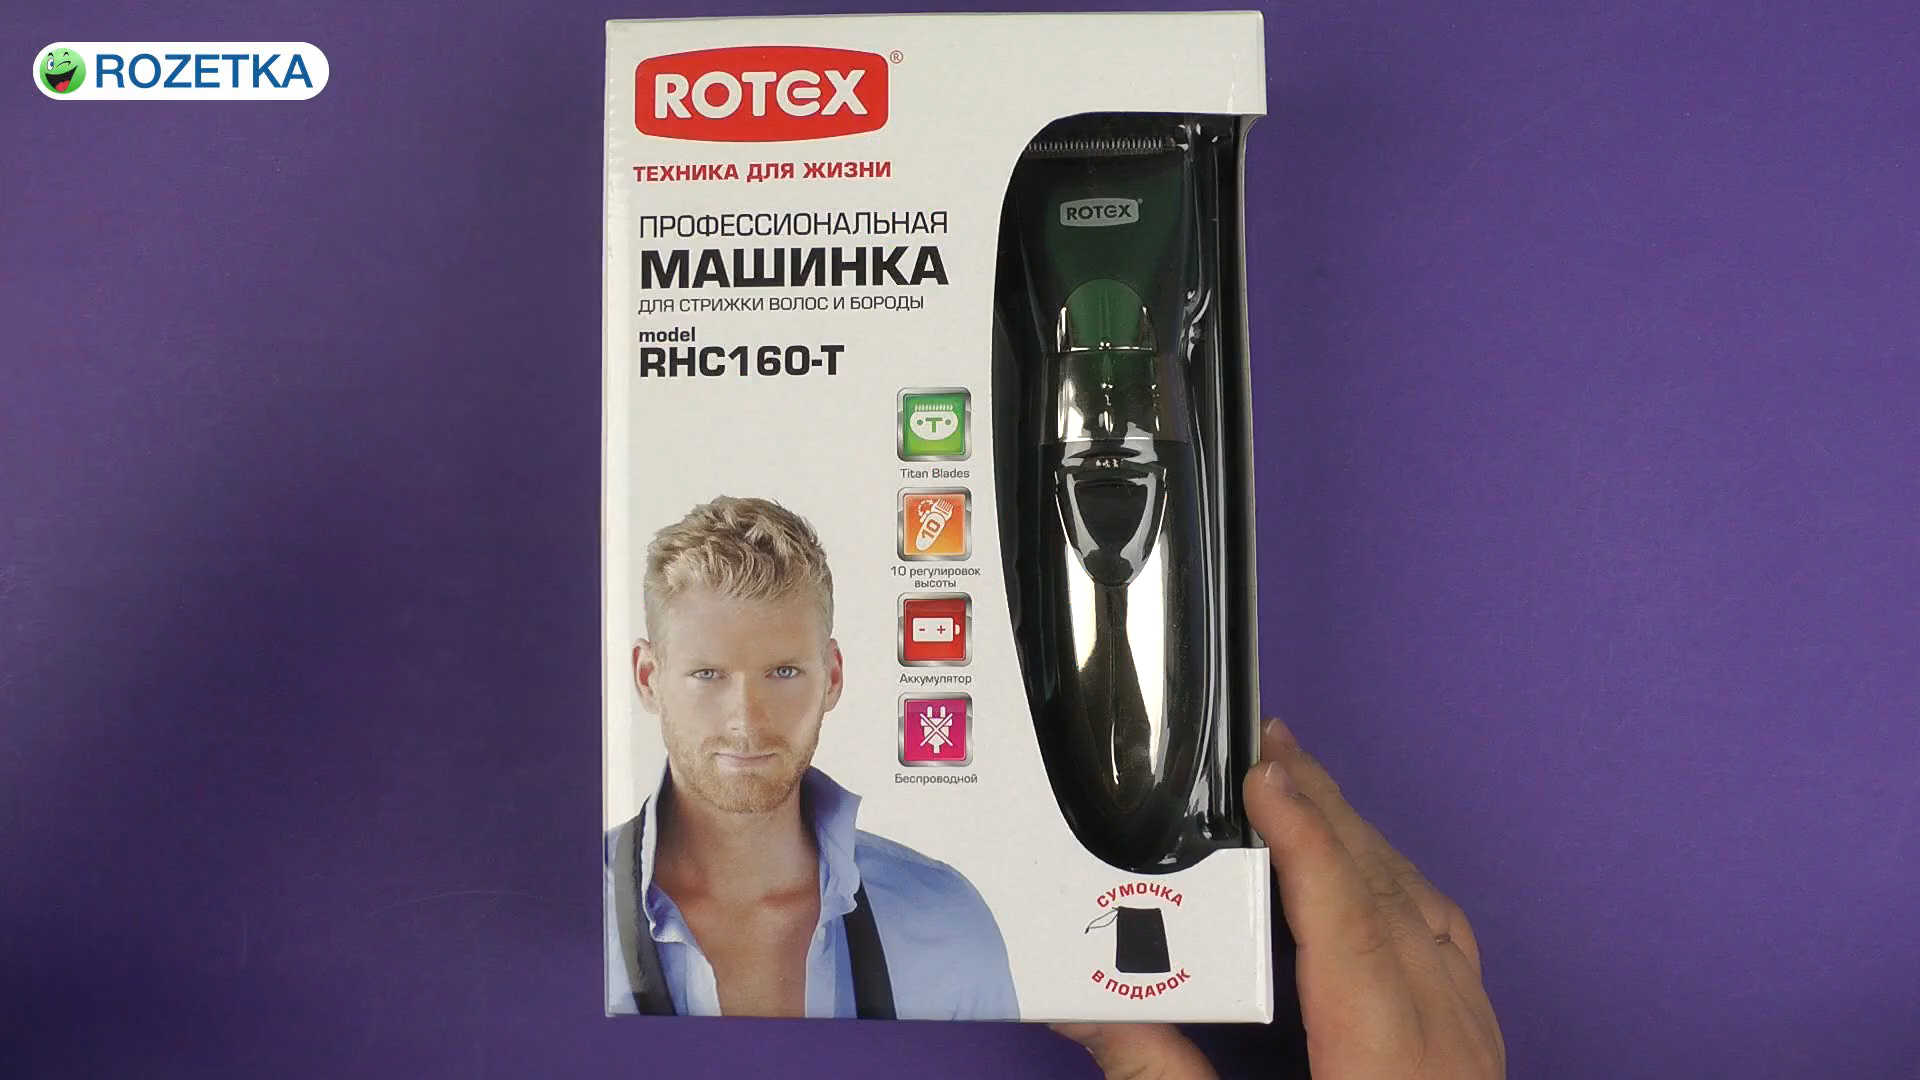 ROZETKA
ROTEX®
ТЕХНИКА ДЛЯ ЖИЗНИ
ПРОФЕССИОНАЛЬНАЯ
МАШИНКА
ДЛЯ СТРИЖКИ ВОЛОС И БОРОДЫ
model
RHC160-T
ROTEX
T
Titan Blades
10
10 регулировок
высоты
- +
Аккумулятор
Беспроводной
СУМОЧКА
В ПОДАРОК